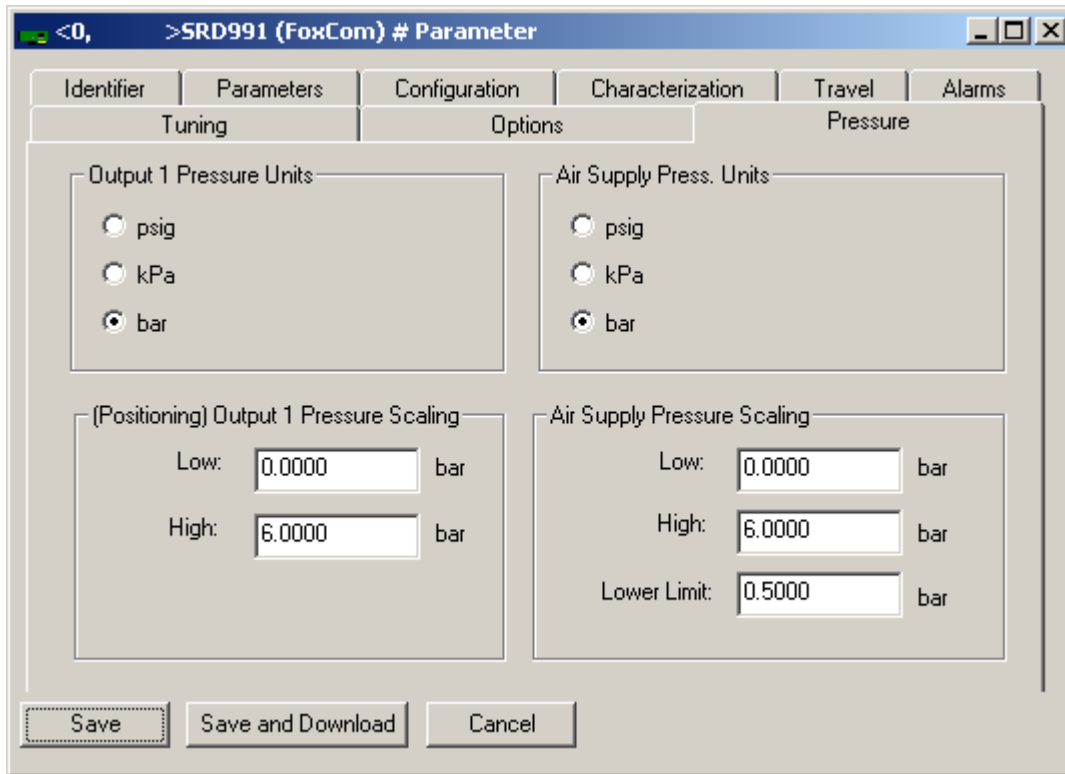 <0, >SRD991 (FoxCom) # Parameter
Identifier Parameters Configuration Characterization Travel Alarms
Tuning Options Pressure
Output 1 Pressure Units
psig
kPa
bar
Air Supply Press. Units
psig
kPa
bar
(Positioning) Output 1 Pressure Scaling
Low: 0.0000 bar
High: 6.0000 bar
Air Supply Pressure Scaling
Low: 0.0000 bar
High: 6.0000 bar
Lower Limit: 0.5000 bar
Save Save and Download Cancel